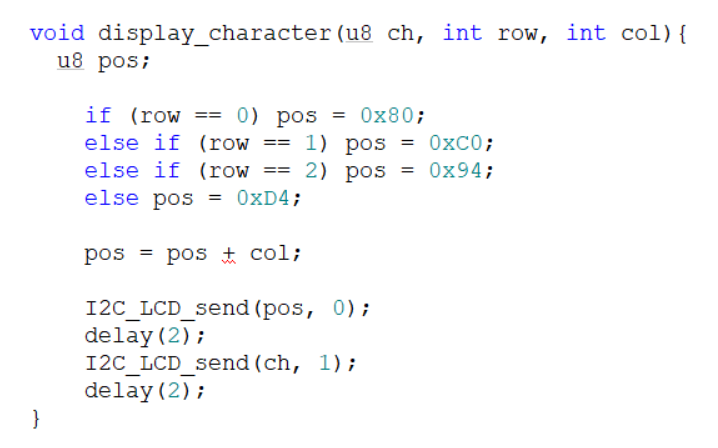 void display_character(u8 ch, int row, int col){
u8 pos;
if (row == 0) pos = 0x80;
else if (row == 1) pos = 0xC0;
else if (row == 2) pos = 0x94;
else pos = 0xD4;
pos = pos + col;
I2C_LCD_send(pos, 0);
delay(2);
I2C_LCD_send(ch, 1);
delay(2);
}